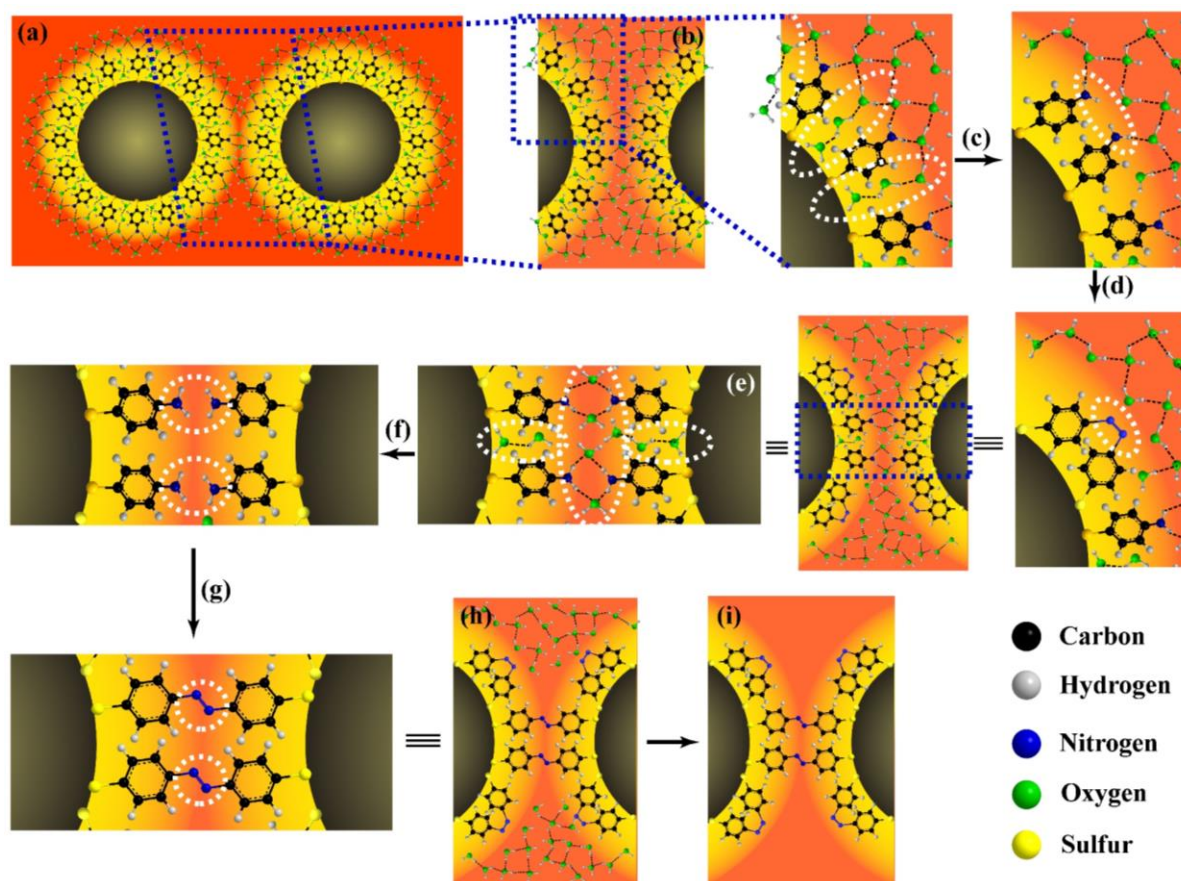 (a)
(b)
(c)
(d)
(e)
(f)
(g)
(h)
(i)
Carbon
Hydrogen
Nitrogen
Oxygen
Sulfur